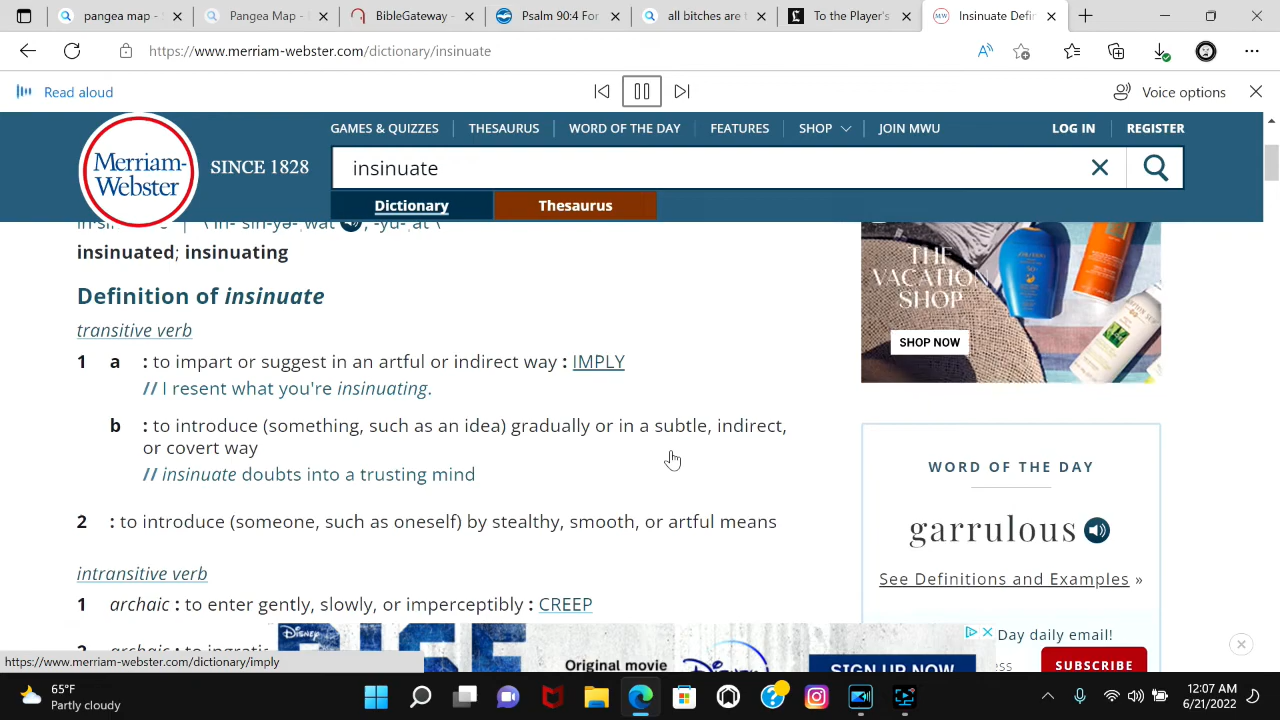 pangea map -
Pangea Map -
BibleGateway -
Psalm 90:4 For
all bitches are t
To the Player's
Insinuate Defin
https://www.merriam-webster.com/dictionary/insinuate
Read aloud
Voice options
Merriam-
Webster
SINCE 1828
GAMES & QUIZZES
THESAURUS
WORD OF THE DAY
FEATURES
SHOP
JOIN MWU
LOG IN
REGISTER
insinuate
Dictionary
Thesaurus
insinuated; insinuating
Definition of insinuate
transitive verb
1 a : to impart or suggest in an artful or indirect way : IMPLY
// I resent what you're insinuating.
b : to introduce (something, such as an idea) gradually or in a subtle, indirect,
or covert way
// insinuate doubts into a trusting mind
2 : to introduce (someone, such as oneself) by stealthy, smooth, or artful means
intransitive verb
1 archaic : to enter gently, slowly, or imperceptibly : CREEP
THE
VACATION
SHOP
SHOP NOW
WORD OF THE DAY
garrulous
See Definitions and Examples »
Day daily email!
SUBSCRIBE
Disney
Original movie
Disney
SIGN UP NOW
https://www.merriam-webster.com/dictionary/imply
65°F
Partly cloudy
12:07 AM
6/21/2022